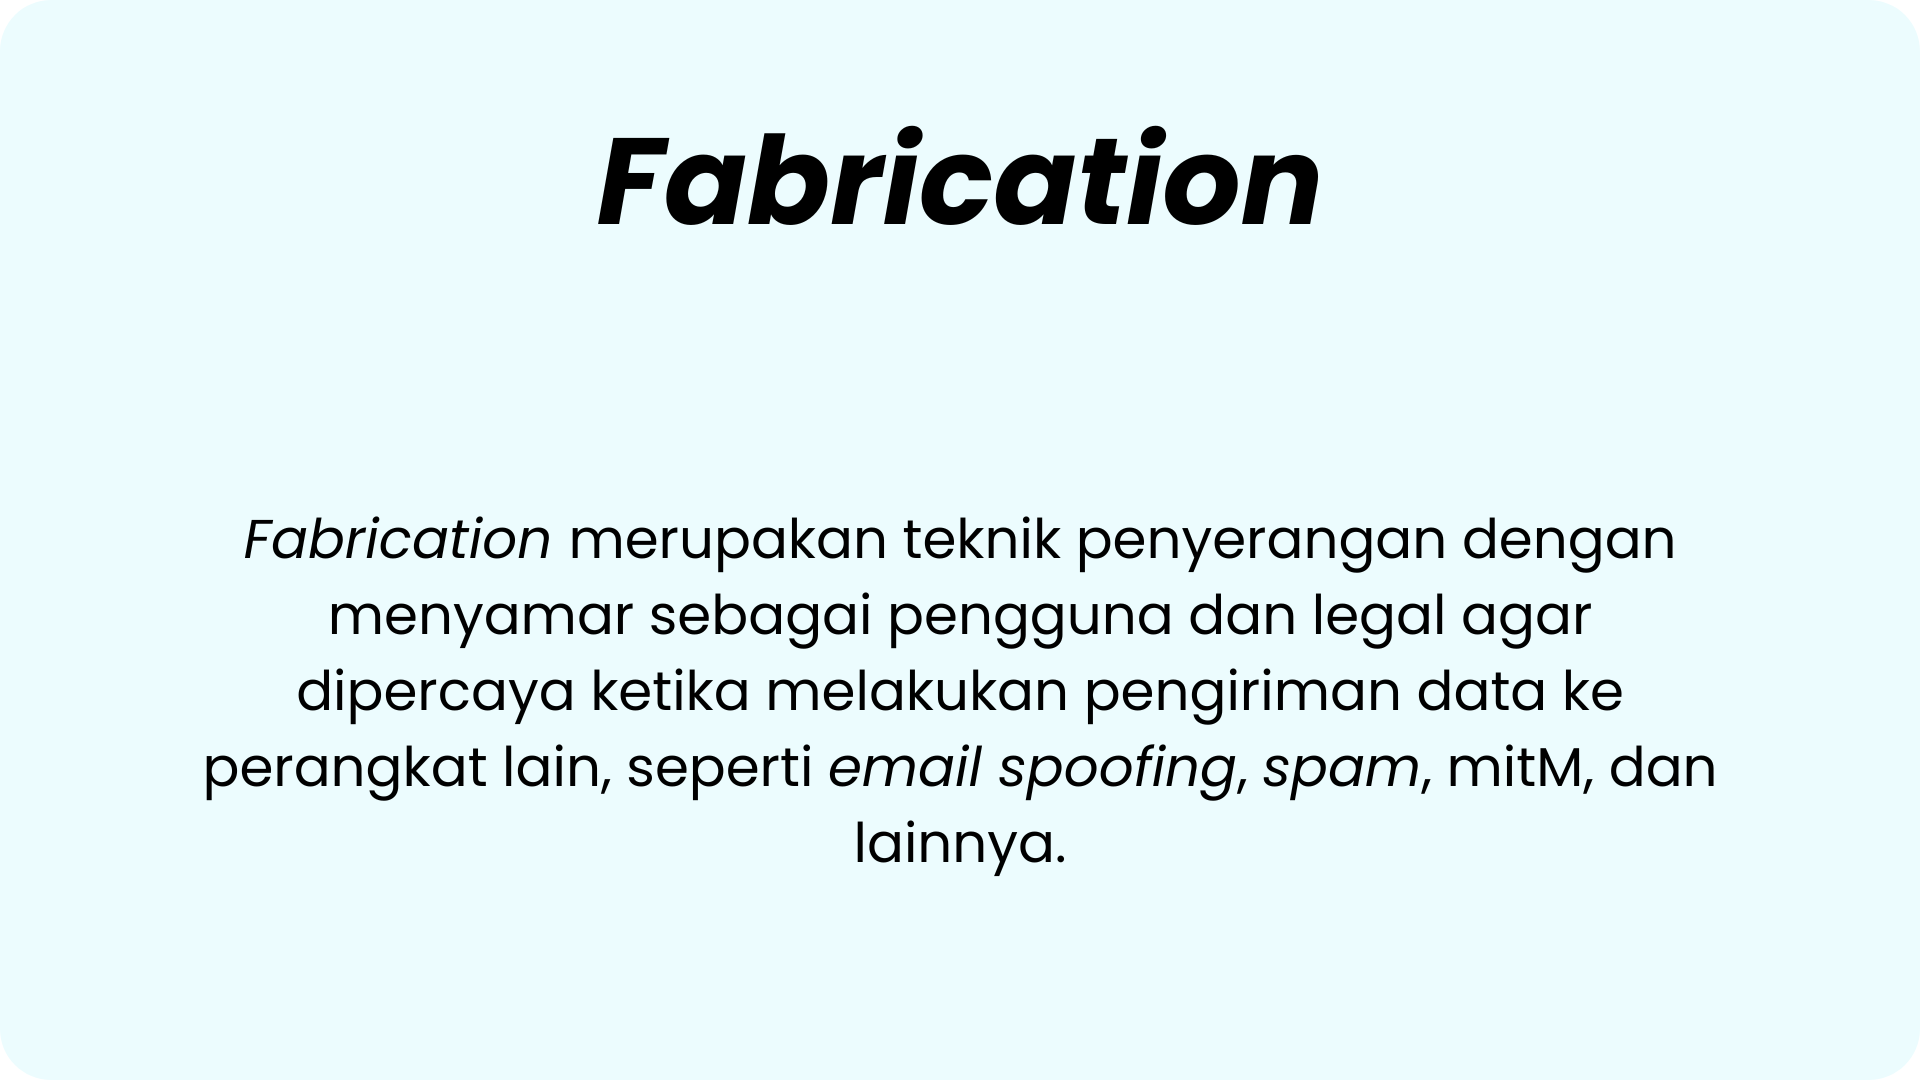 Fabrication
Fabrication merupakan teknik penyerangan dengan
menyamar sebagai pengguna dan legal agar
dipercaya ketika melakukan pengiriman data ke
perangkat lain, seperti email spoofing, spam, mitM, dan
lainnya.